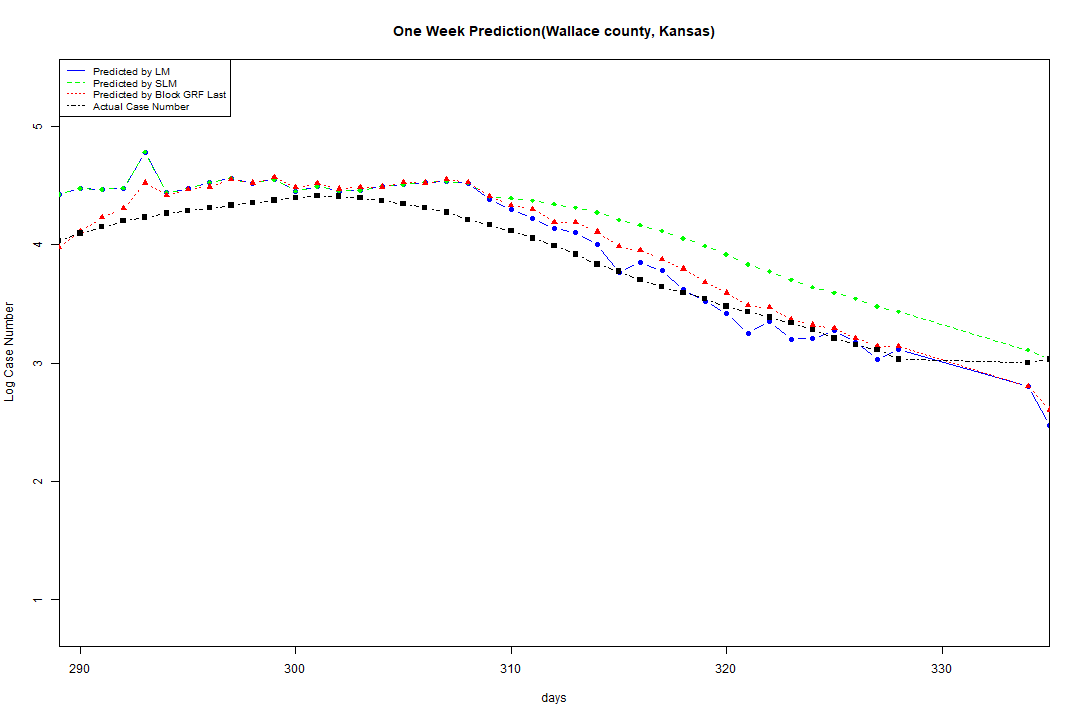 One Week Prediction(Wallace county, Kansas)
Predicted by LM
Predicted by SLM
Predicted by Block GRF Last
Actual Case Number
5
4
3
2
1
Log Case Number
290 300 310 320 330
days